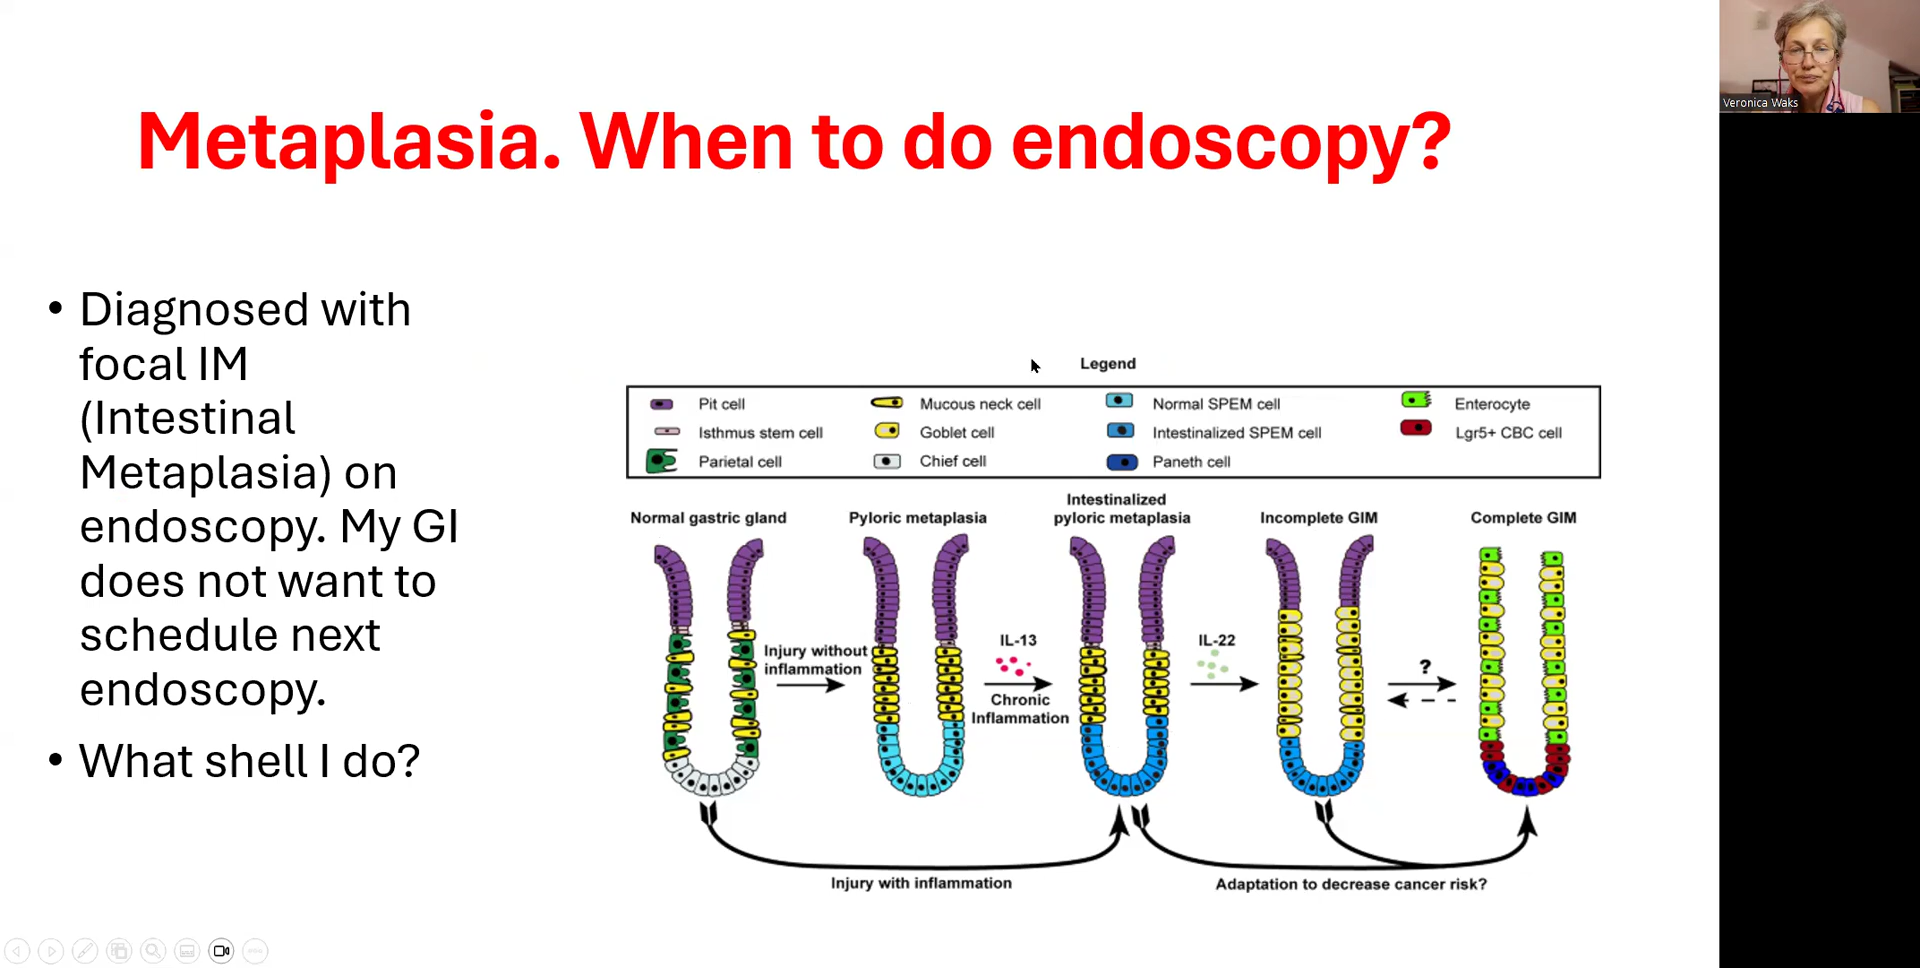 Metaplasia. When to do endoscopy?
Veronica Waks
• Diagnosed with
focal IM
(Intestinal
Metaplasia) on
endoscopy. My GI
does not want to
schedule next
endoscopy.
• What shell I do?
Legend
Pit cell
Mucous neck cell
Normal SPEM cell
Enterocyte
Isthmus stem cell
Goblet cell
Intestinalized SPEM cell
Lgr5+ CBC cell
Parietal cell
Chief cell
Paneth cell
Normal gastric gland
Pyloric metaplasia
Intestinalized
pyloric metaplasia
Incomplete GIM
Complete GIM
Injury without
inflammation
IL-13
Chronic
Inflammation
IL-22
?
Injury with inflammation
Adaptation to decrease cancer risk?